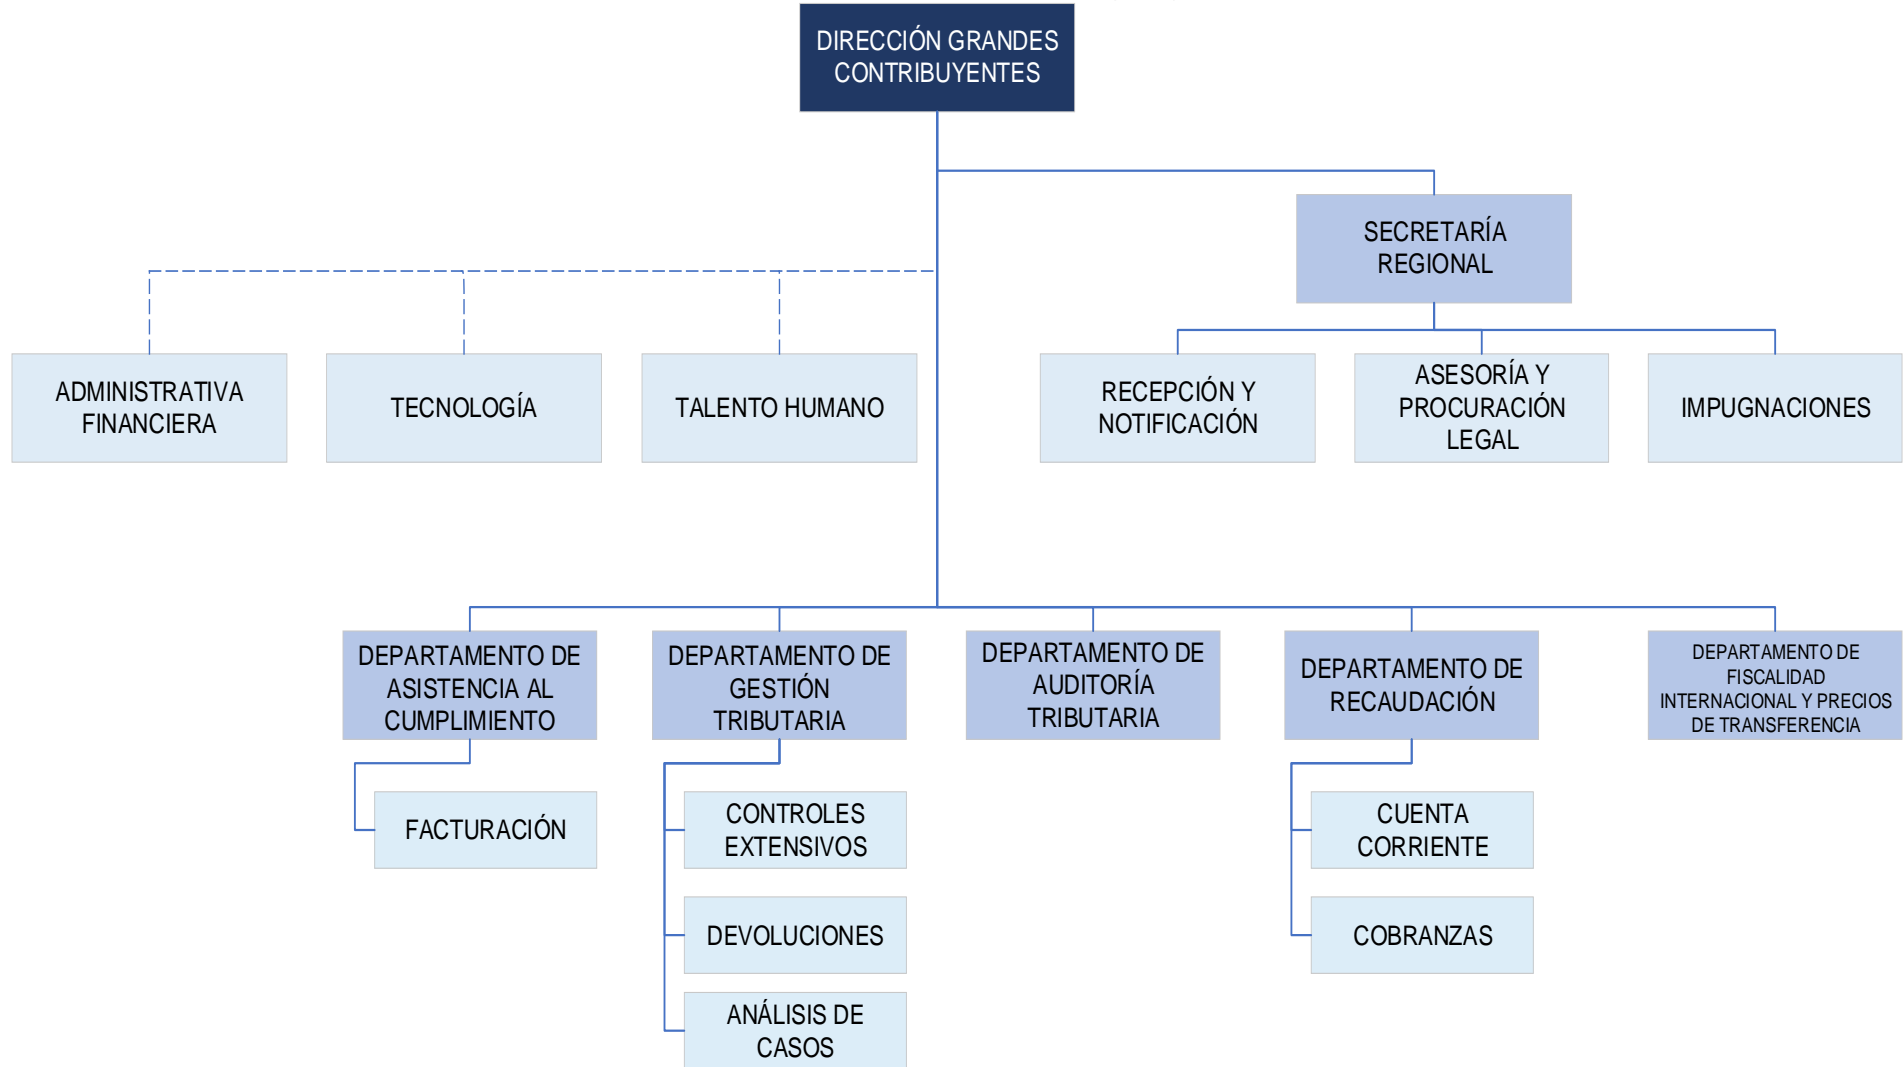 DIRECCIÓN GRANDES
CONTRIBUYENTES
SECRETARÍA
REGIONAL
ADMINISTRATIVA
FINANCIERA
TECNOLOGÍA
TALENTO HUMANO
RECEPCIÓN Y
NOTIFICACIÓN
ASESORÍA Y
PROCURACIÓN
LEGAL
IMPUGNACIONES
DEPARTAMENTO DE
ASISTENCIA AL
CUMPLIMIENTO
DEPARTAMENTO DE
GESTIÓN
TRIBUTARIA
DEPARTAMENTO DE
AUDITORÍA
TRIBUTARIA
DEPARTAMENTO DE
RECAUDACIÓN
DEPARTAMENTO DE
FISCALIDAD
INTERNACIONAL Y PRECIOS
DE TRANSFERENCIA
FACTURACIÓN
CONTROLES
EXTENSIVOS
DEVOLUCIONES
ANÁLISIS DE
CASOS
CUENTA
CORRIENTE
COBRANZAS